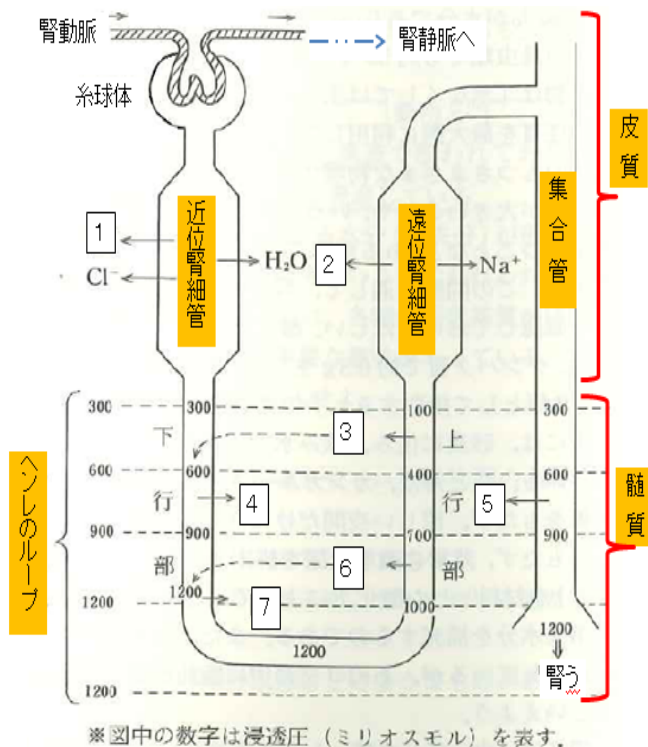 腎動脈
腎静脈へ
糸球体
皮質
近位腎細管
遠位腎細管
集合管
1
Cl⁻
H₂O
2
Na⁺
300 300 100 300
下
3
上
600 600 400 600
行
4
行
5
900 900 700 900
部
6
部
ヘンレのループ
髄質
1200 1200 1000 1200
7
1200
腎う
1200
※図中の数字は浸透圧(ミリオスモル)を表す.